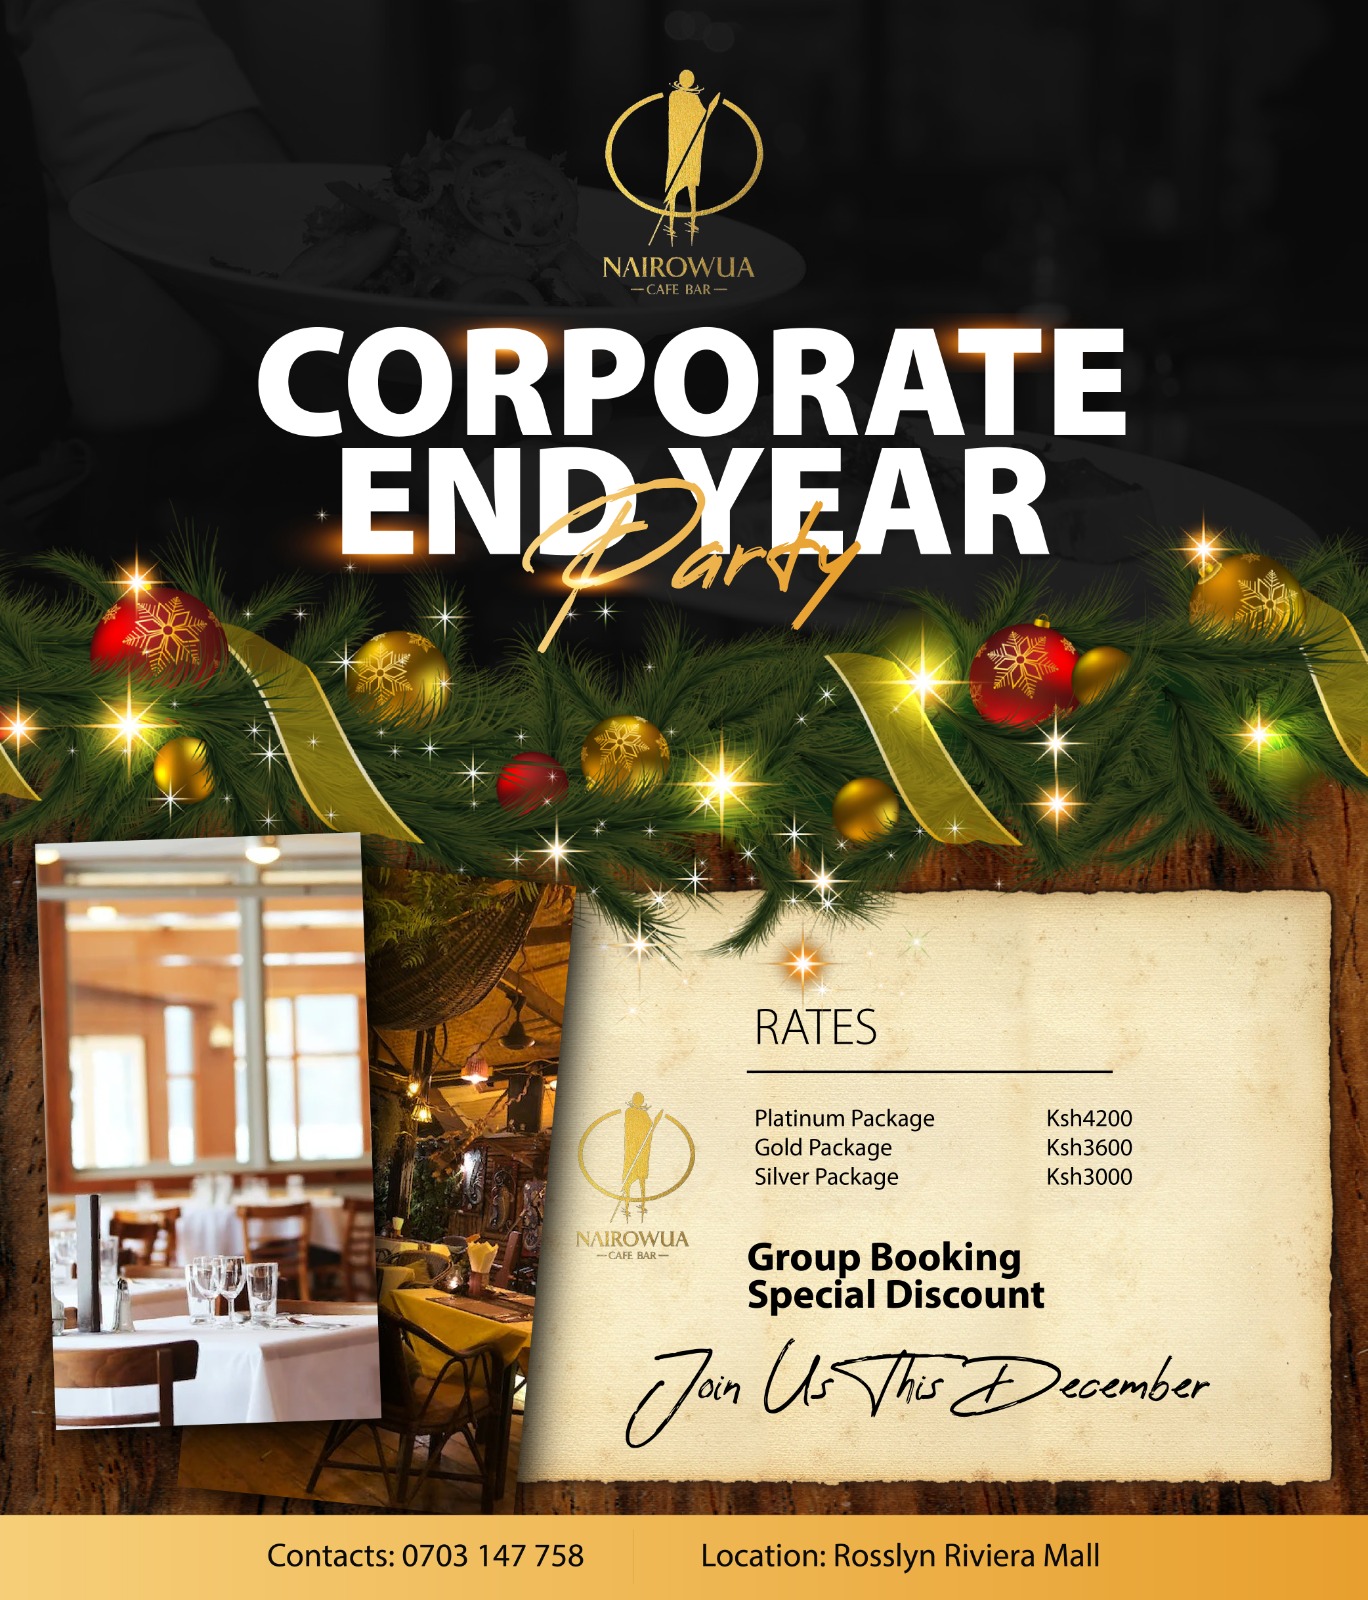 NAIROWUA
CAFE BAR
CORPORATE
END YEAR
Party
RATES
Platinum Package Ksh4200
Gold Package Ksh3600
Silver Package Ksh3000
NAIROWUA
CAFE BAR
Group Booking
Special Discount
Join Us This December
Contacts: 0703 147 758
Location: Rosslyn Riviera Mall